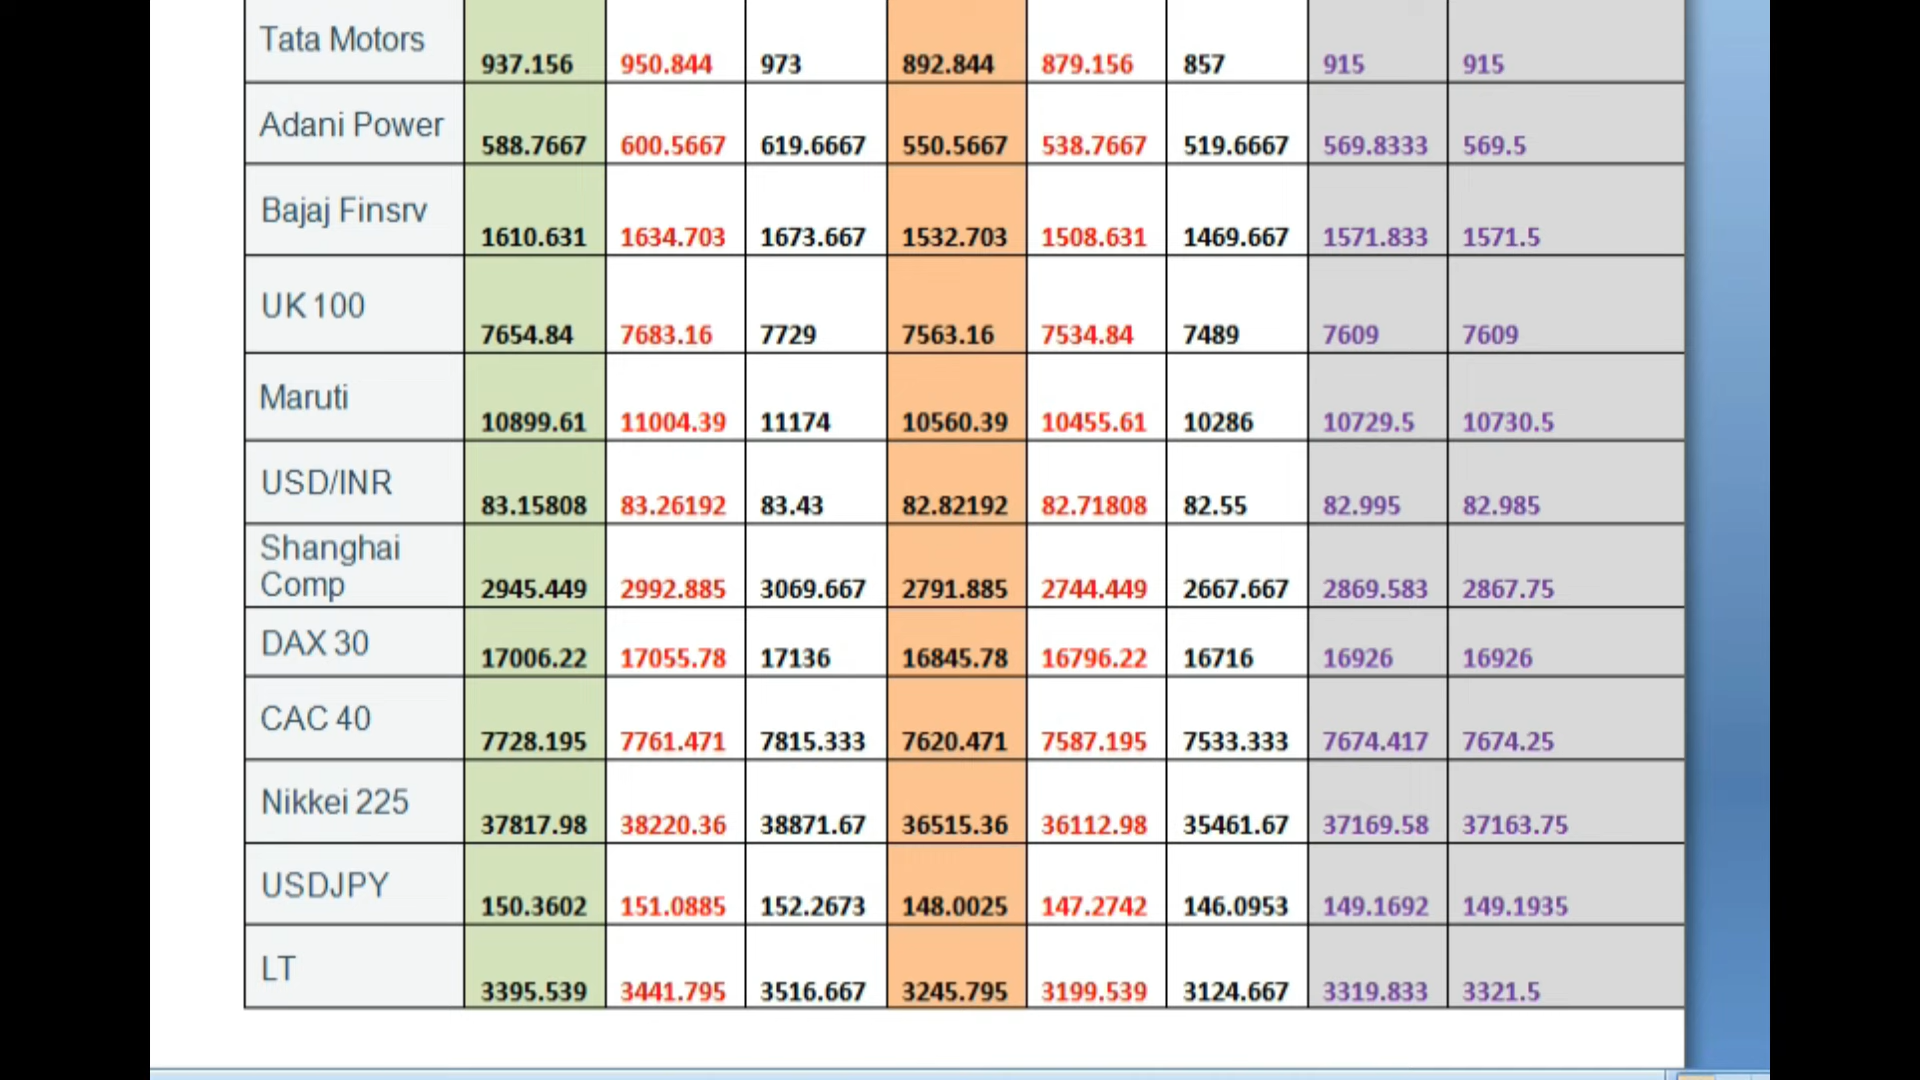 Tata Motors 937.156 950.844 973 892.844 879.156 857 915 915
Adani Power 588.7667 600.5667 619.6667 550.5667 538.7667 519.6667 569.8333 569.5
Bajaj Finsrv 1610.631 1634.703 1673.667 1532.703 1508.631 1469.667 1571.833 1571.5
UK 100 7654.84 7683.16 7729 7563.16 7534.84 7489 7609 7609
Maruti 10899.61 11004.39 11174 10560.39 10455.61 10286 10729.5 10730.5
USD/INR 83.15808 83.26192 83.43 82.82192 82.71808 82.55 82.995 82.985
Shanghai
Comp 2945.449 2992.885 3069.667 2791.885 2744.449 2667.667 2869.583 2867.75
DAX 30 17006.22 17055.78 17136 16845.78 16796.22 16716 16926 16926
CAC 40 7728.195 7761.471 7815.333 7620.471 7587.195 7533.333 7674.417 7674.25
Nikkei 225 37817.98 38220.36 38871.67 36515.36 36112.98 35461.67 37169.58 37163.75
USDJPY 150.3602 151.0885 152.2673 148.0025 147.2742 146.0953 149.1692 149.1935
LT 3395.539 3441.795 3516.667 3245.795 3199.539 3124.667 3319.833 3321.5